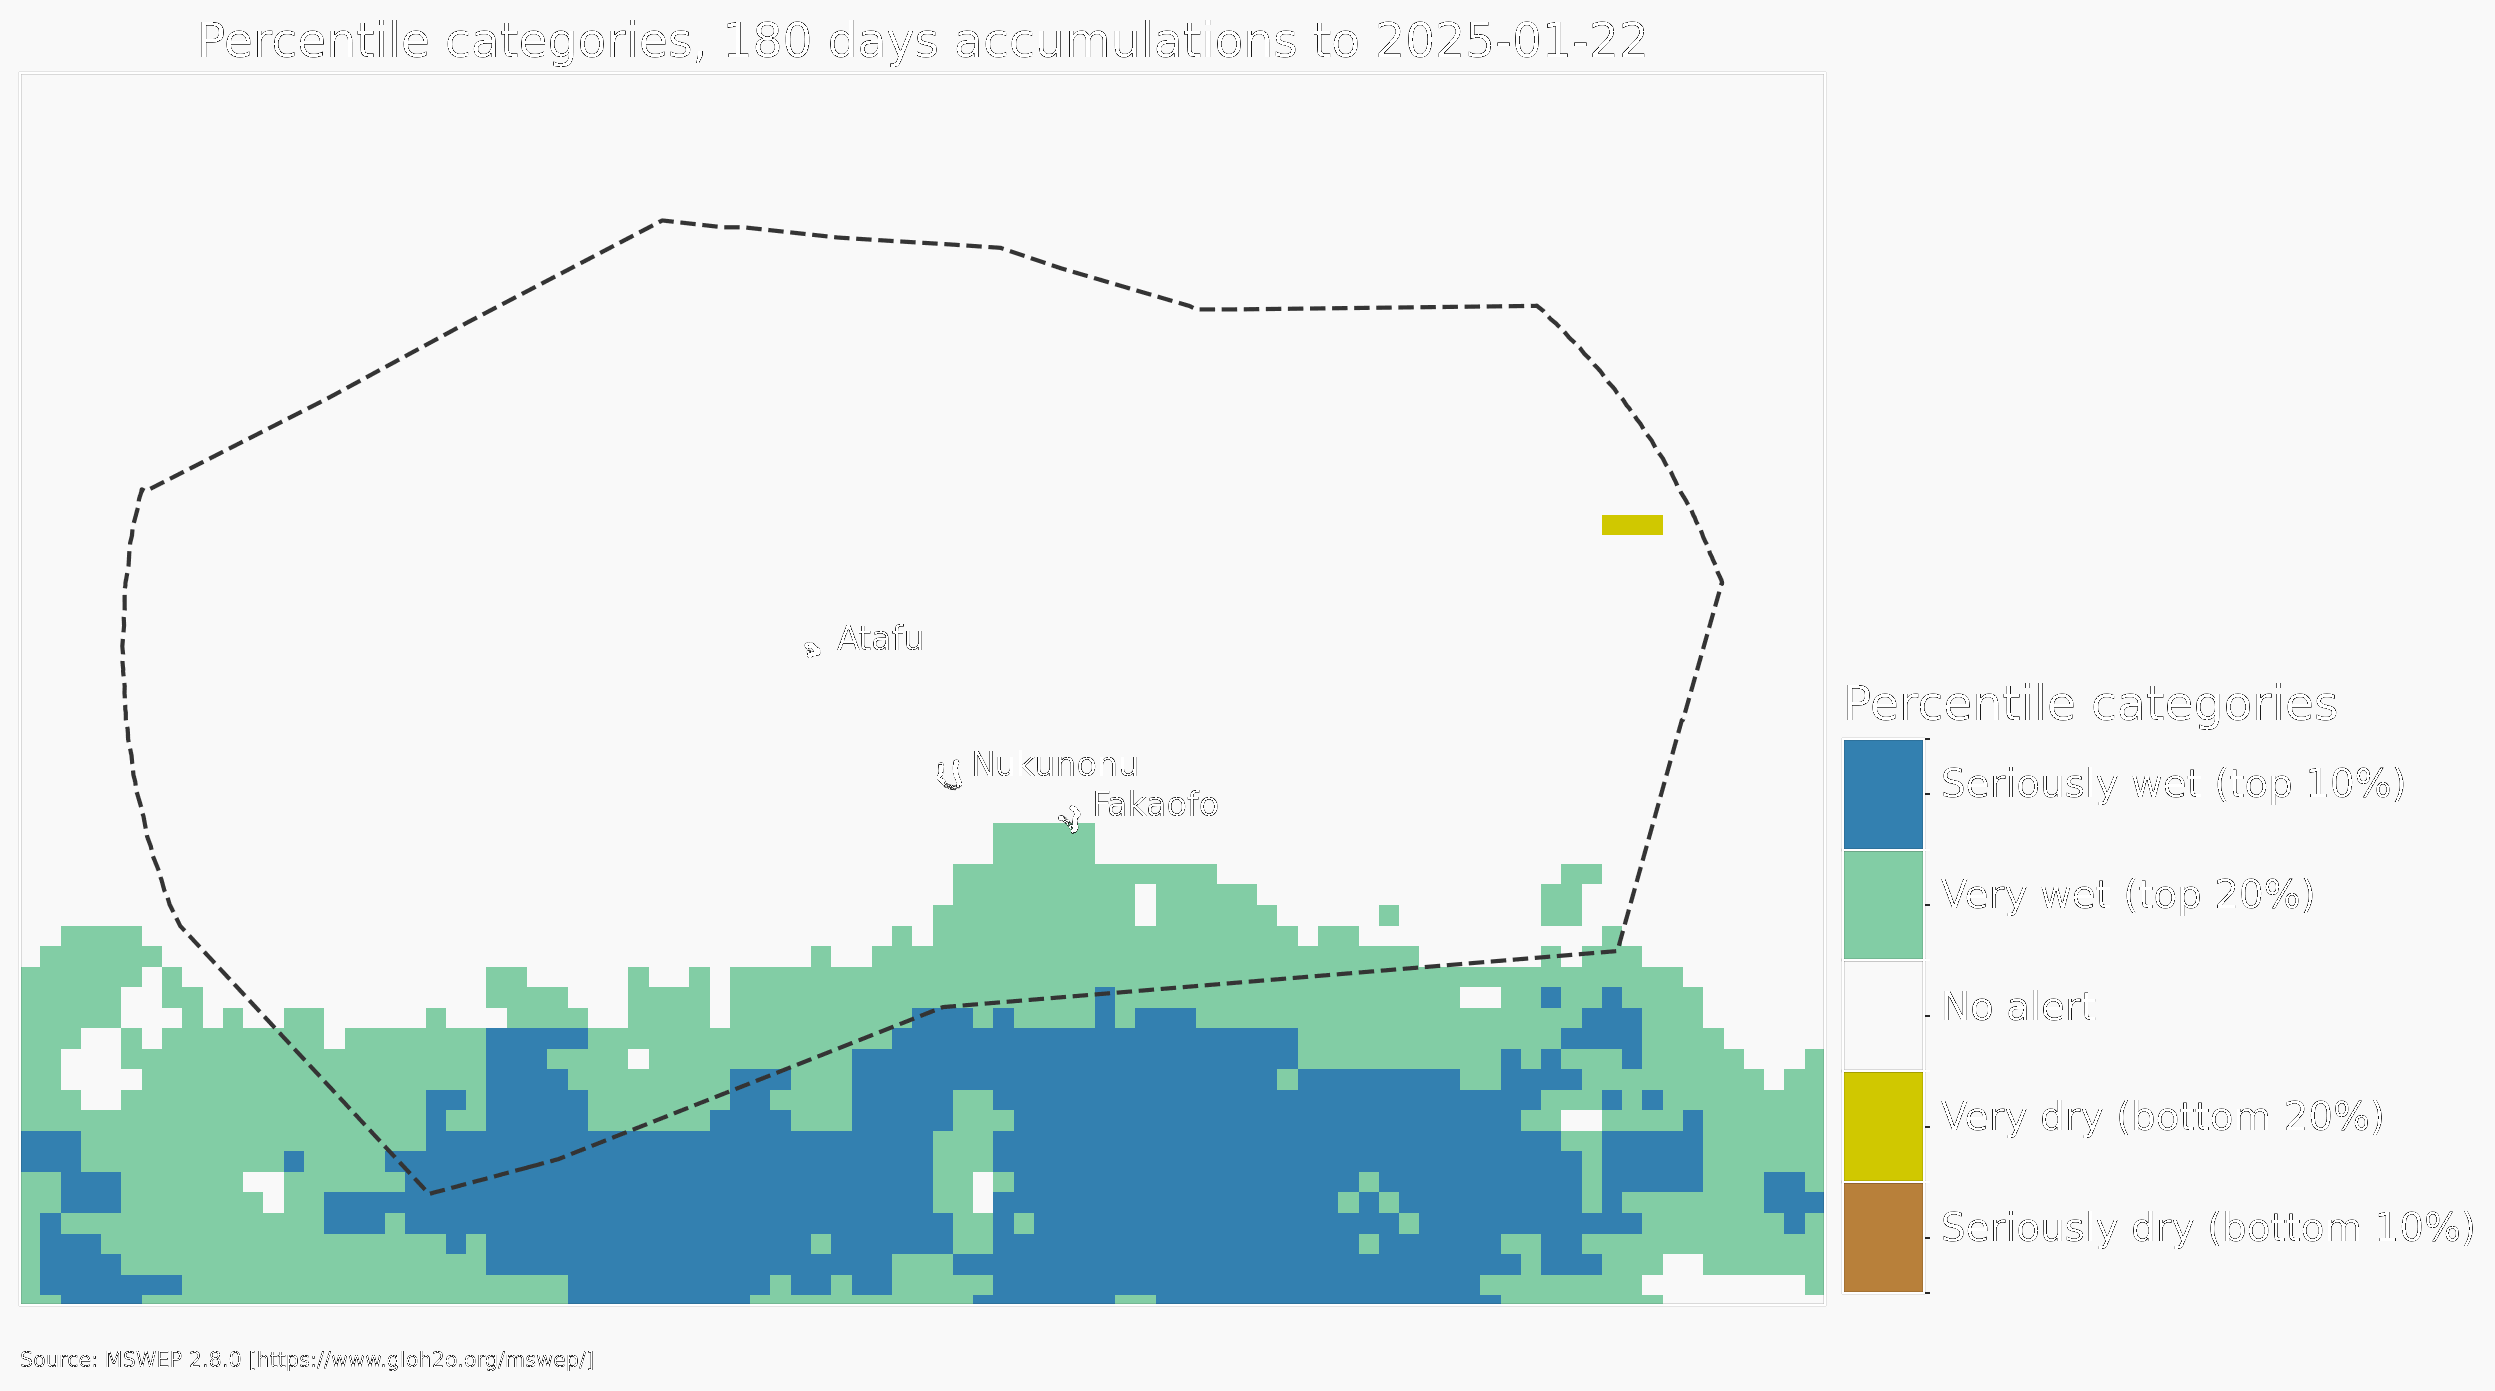 Percentile categories, 180 days accumulations to 2025-01-22
Atafu
Nukunonu
Fakaofo
Percentile categories
Seriously wet (top 10%)
Very wet (top 20%)
No alert
Very dry (bottom 20%)
Seriously dry (bottom 10%)
Source: MSWEP 2.8.0 [https://www.gloh2o.org/mswep/]